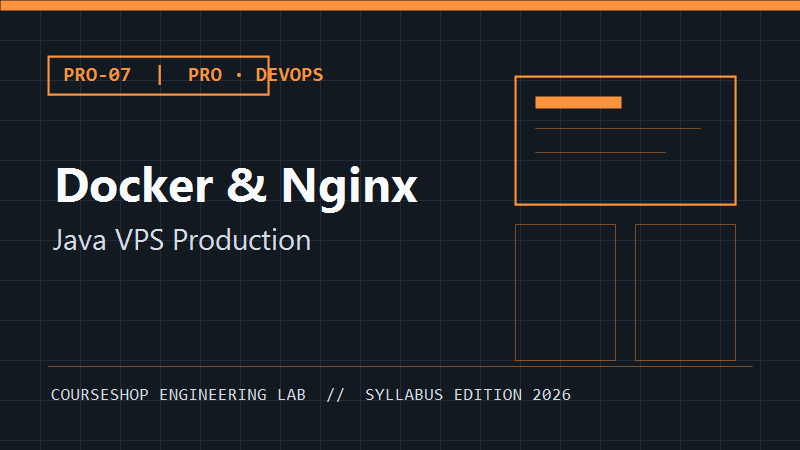 PRO-07 | PRO · DEVOPS
Docker & Nginx
Java VPS Production
COURSESHOP ENGINEERING LAB // SYLLABUS EDITION 2026